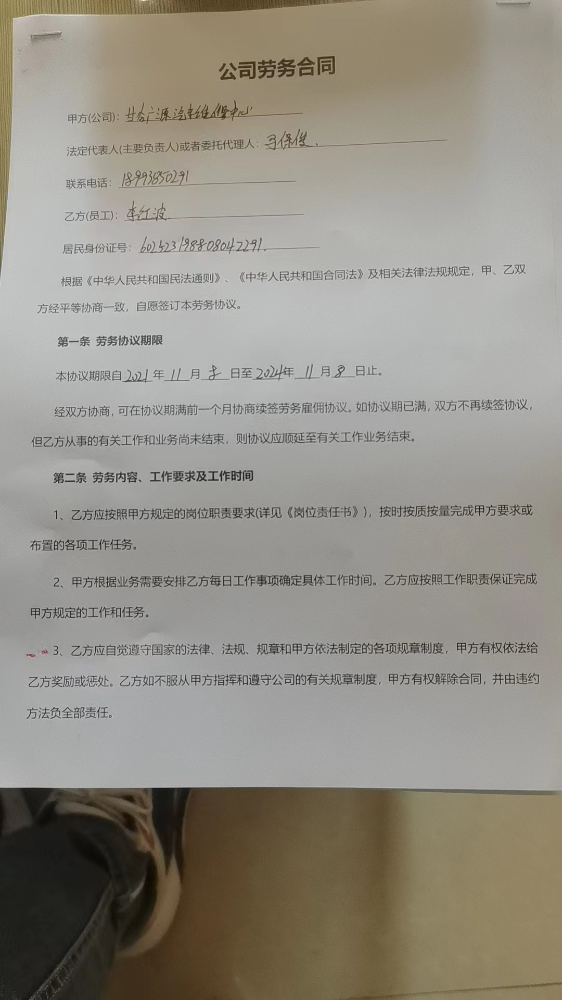 公司劳务合同
甲方(公司): 甘谷广源汽车维修中心
法定代表人(主要负责人)或者委托代理人: 保俊
联系电话: 18993850291
乙方(员工): 李红波
居民身份证号: 602523198808042291
根据《中华人民共和国民法通则》、《中华人民共和国合同法》及相关法律法规规定，甲、乙双
方经平等协商一致，自愿签订本劳务协议。
第一条 劳务协议期限
本协议期限自2021年11月 日至2024年11月8日止。
经双方协商，可在协议期满前一个月协商续签劳务雇佣协议。如协议期已满，双方不再续签协议，
但乙方从事的有关工作和业务尚未结束，则协议应顺延至有关工作业务结束。
第二条 劳务内容、工作要求及工作时间
1、乙方应按照甲方规定的岗位职责要求(详见《岗位责任书》)，按时按质按量完成甲方要求或
布置的各项工作任务。
2、甲方根据业务需要安排乙方每日工作事项确定具体工作时间。乙方应按照工作职责保证完成
甲方规定的工作和任务。
3、乙方应自觉遵守国家的法律、法规、规章和甲方依法制定的各项规章制度，甲方有权依法给
乙方奖励或惩处。乙方如不服从甲方指挥和遵守公司的有关规章制度，甲方有权解除合同，并由违约
方法负全部责任。